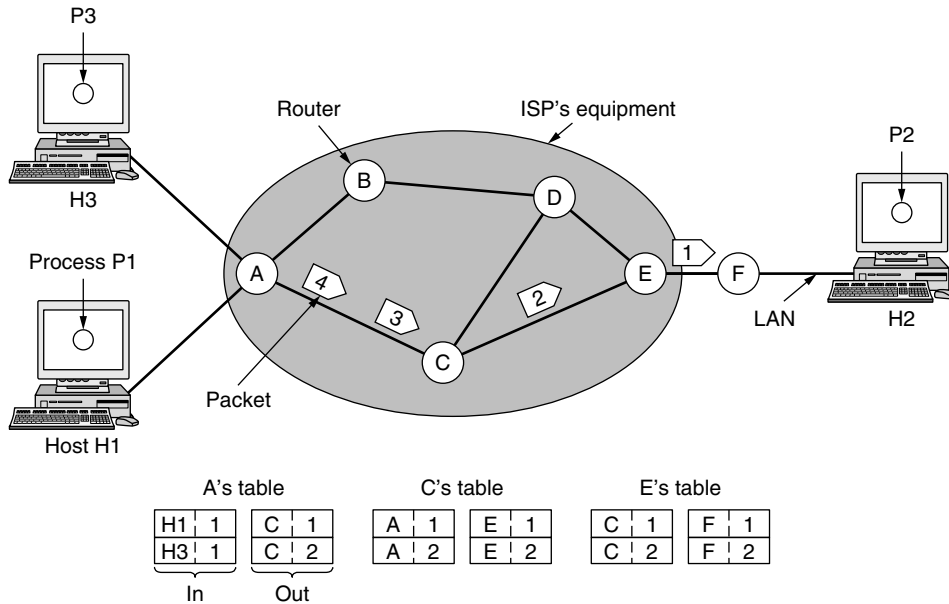 P3
Router
ISP's equipment
P2
B
D
H3
Process P1
A
4
3
2
E
1
F
C
LAN
H2
Packet
Host H1
A's table
C's table
E's table
H1 1 C 1 A 1 E 1 C 1 F 1
H3 1 C 2 A 2 E 2 C 2 F 2
In
Out